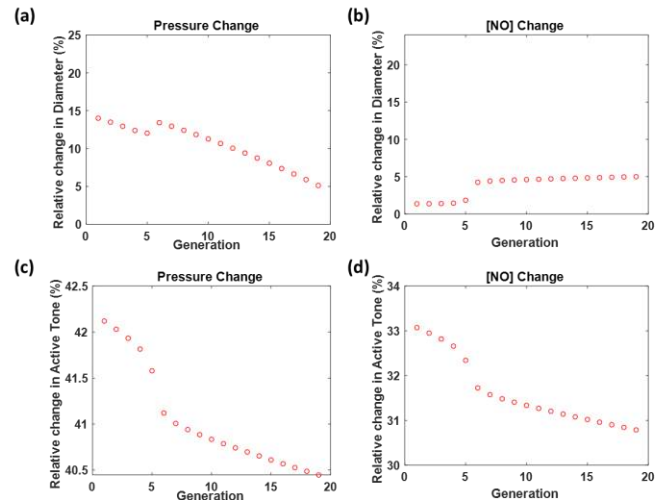 (a)
Pressure Change
Relative change in Diameter (%)
25
20
15
10
5
0
0
5
10
15
20
Generation
(b)
[NO] Change
Relative change in Diameter (%)
20
15
10
5
0
0
5
10
15
20
Generation
(c)
Pressure Change
Relative change in Active Tone (%)
42.5
42
41.5
41
40.5
0
5
10
15
20
Generation
(d)
[NO] Change
Relative change in Active Tone (%)
34
33
32
31
30
0
5
10
15
20
Generation